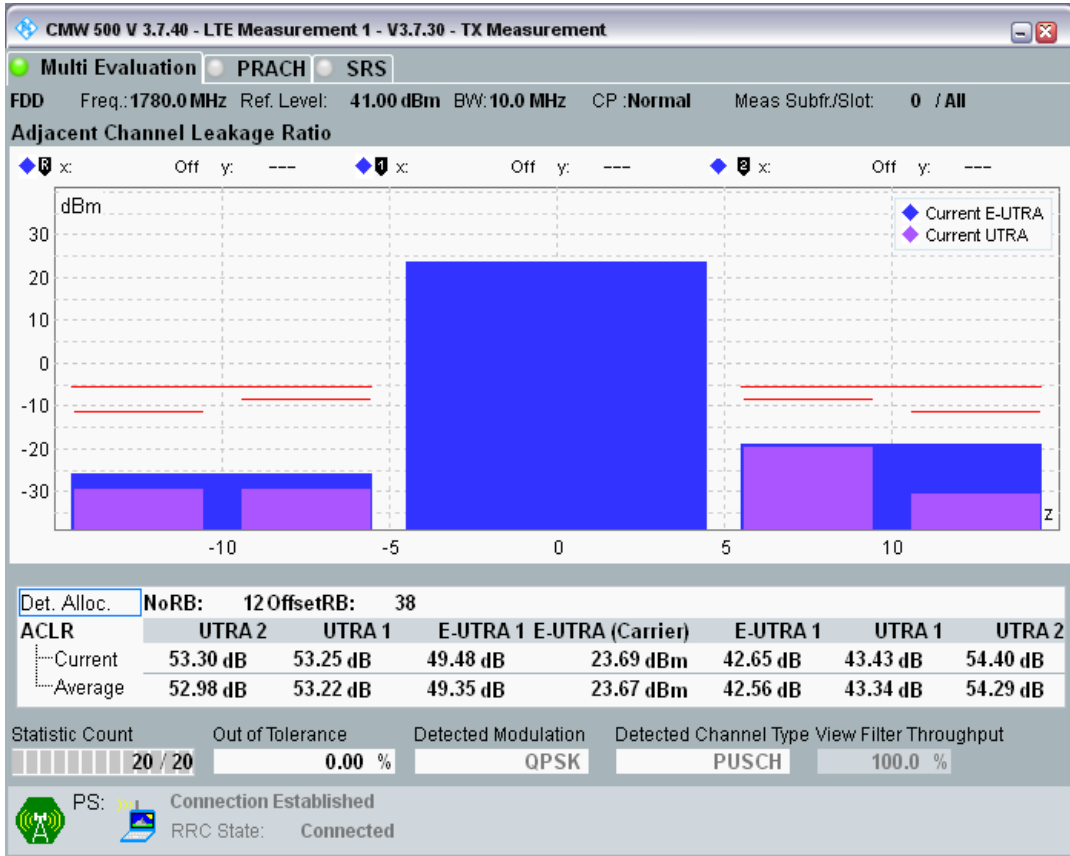 CMW 500 V 3.7.40 - LTE Measurement 1 - V3.7.30 - TX Measurement
Multi Evaluation PRACH SRS
FDD Freq.: 1780.0 MHz Ref. Level: 41.00 dBm BW: 10.0 MHz CP : Normal Meas Subfr./Slot: 0 / All
Adjacent Channel Leakage Ratio
R x: Off y: --- 1 x: Off y: --- 2 x: Off y: ---
dBm
Current E-UTRA
Current UTRA
30
20
10
0
-10
-20
-30
z
-10 -5 0 5 10
Det. Alloc. NoRB: 12 OffsetRB: 38
ACLR UTRA 2 UTRA 1 E-UTRA 1 E-UTRA (Carrier) E-UTRA 1 UTRA 1 UTRA 2
Current 53.30 dB 53.25 dB 49.48 dB 23.69 dBm 42.65 dB 43.43 dB 54.40 dB
Average 52.98 dB 53.22 dB 49.35 dB 23.67 dBm 42.56 dB 43.34 dB 54.29 dB
Statistic Count Out of Tolerance Detected Modulation Detected Channel Type View Filter Throughput
20 / 20 0.00 % QPSK PUSCH 100.0 %
PS: Connection Established
RRC State: Connected